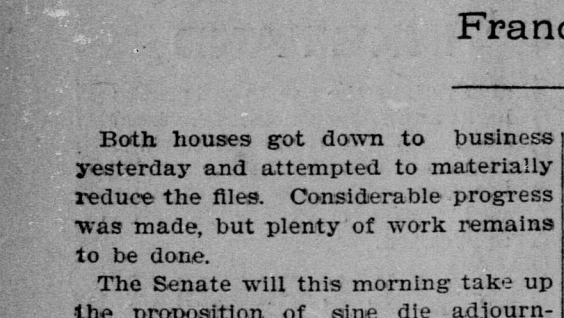 Franc
Both houses got down to business
yesterday and attempted to materially
reduce the files. Considerable progress
was made, but plenty of work remains
to be done.
The Senate will this morning take up
the proposition of sine die adjourn-